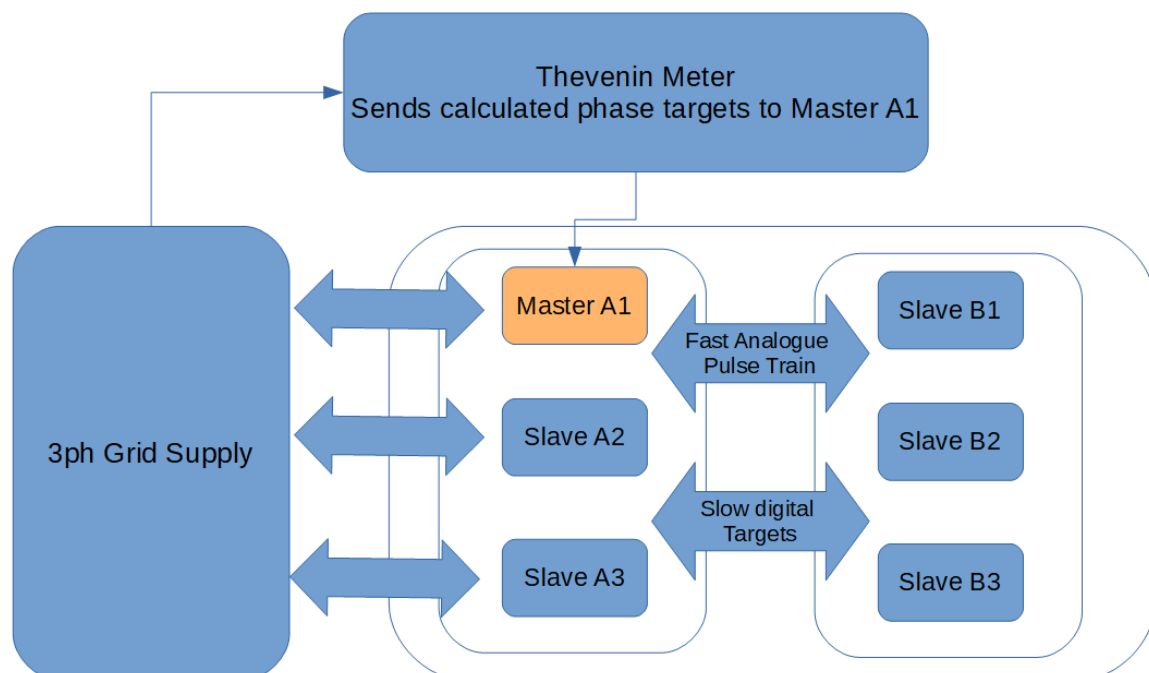 Thevenin Meter
Sends calculated phase targets to Master A1
3ph Grid Supply
Master A1
Slave A2
Slave A3
Fast Analogue
Pulse Train
Slow digital
Targets
Slave B1
Slave B2
Slave B3